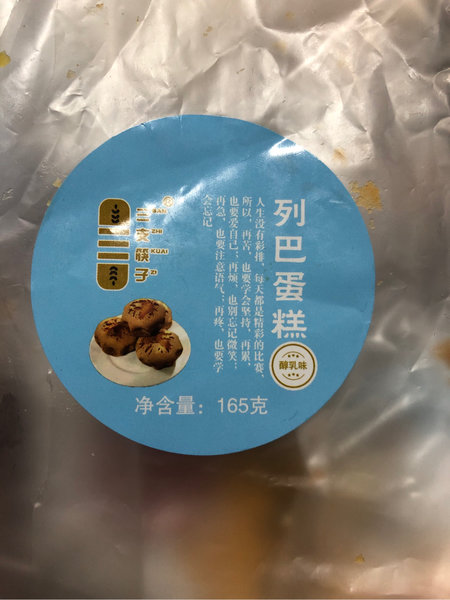 列巴蛋糕
醇乳味
人生没有彩排，每天都是精彩的比赛，
所以，再苦，也要学会坚持，再累，
也要爱自己；再烦，也别忘记微笑；
再急，也要注意语气；再疼，也要学
会忘记
三支筷子
SAN
ZHI
KUAI
ZI
®
净含量：165克